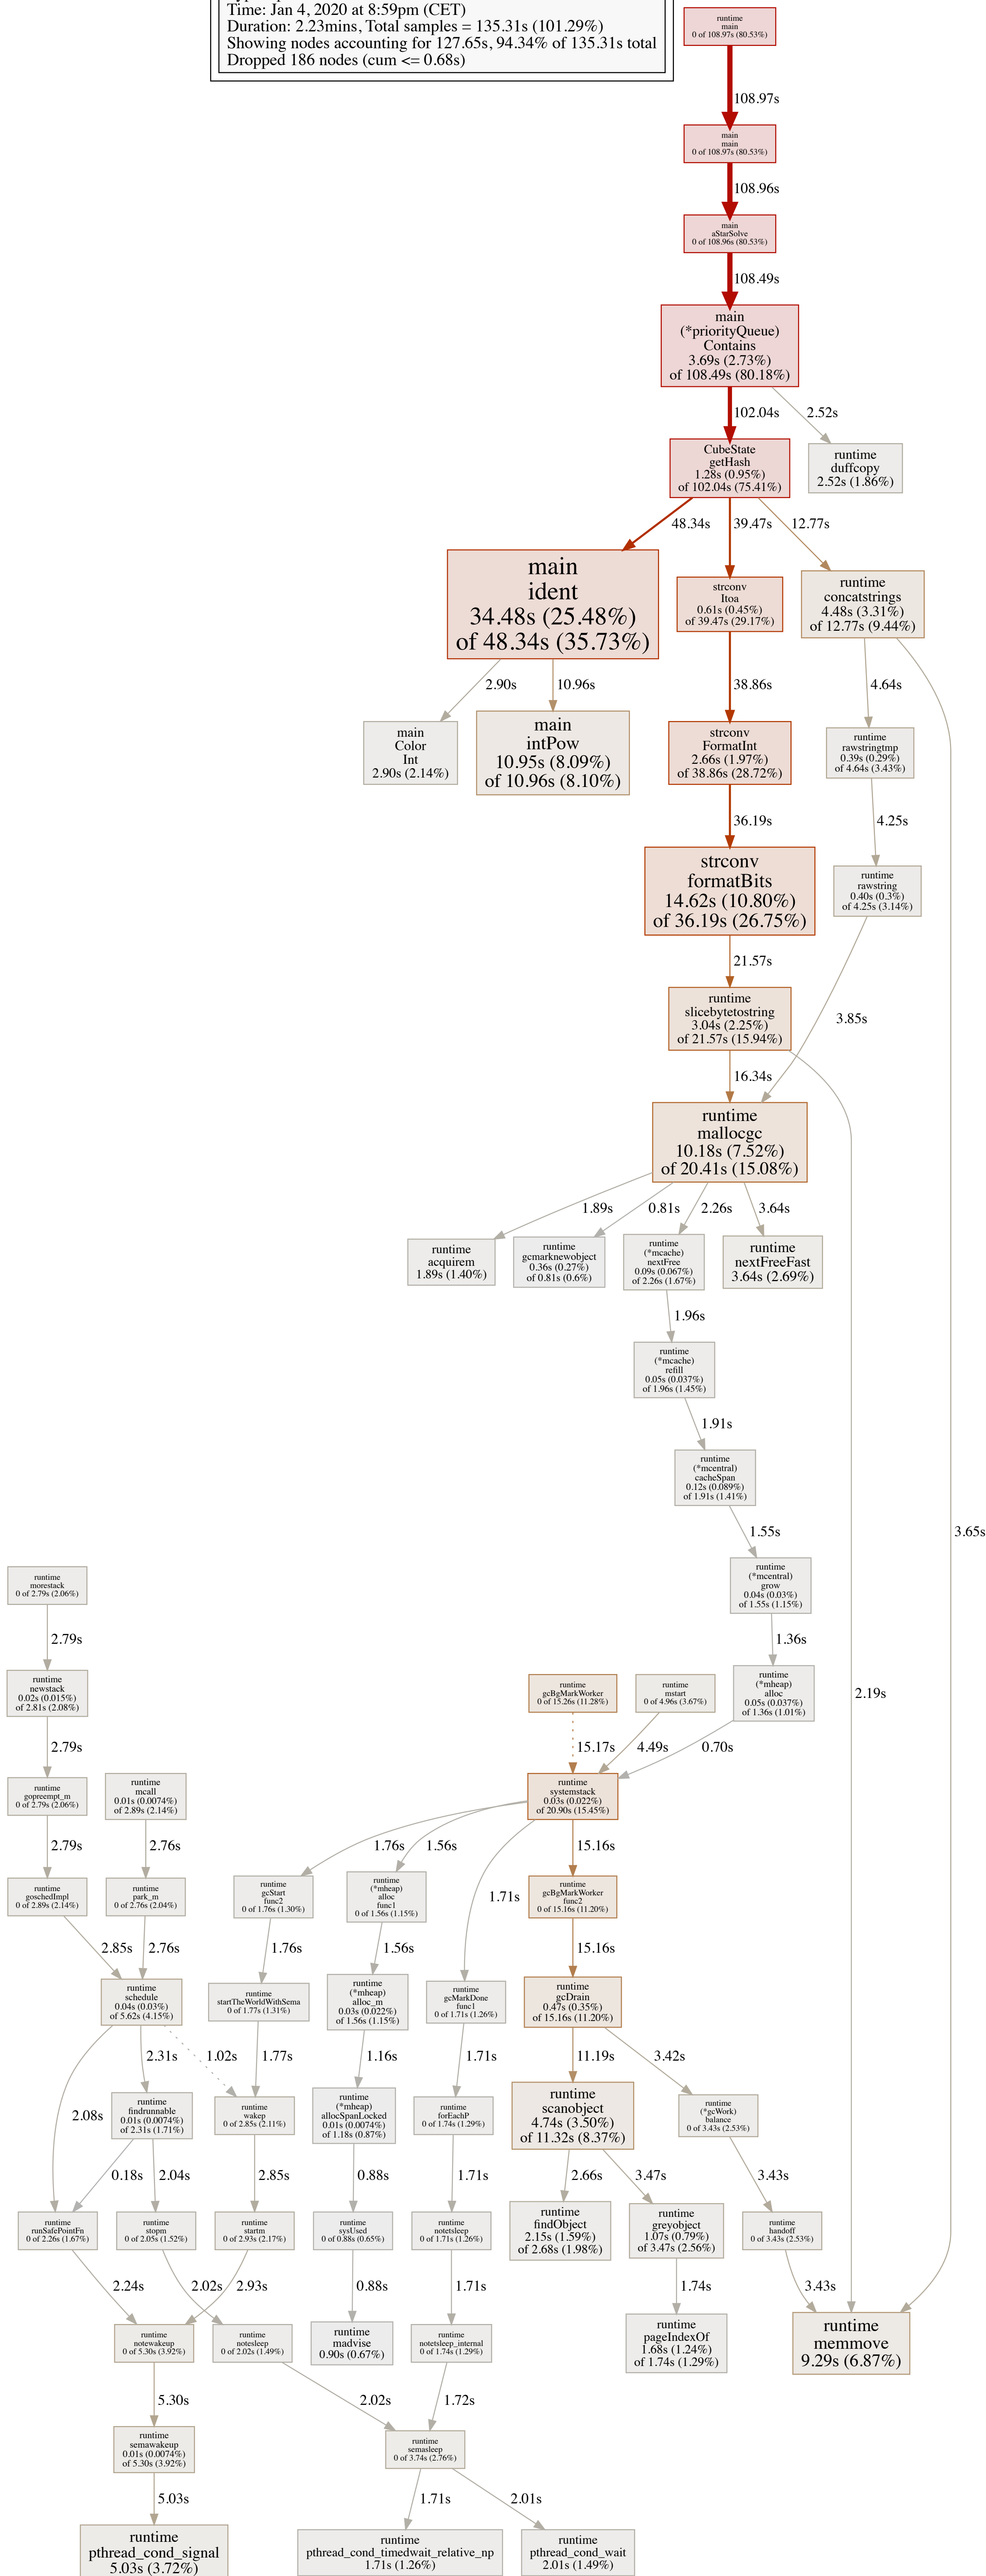 Time: Jan 4, 2020 at 8:59pm (CET)
Duration: 2.23mins, Total samples = 135.31s (101.29%)
Showing nodes accounting for 127.65s, 94.34% of 135.31s total
Dropped 186 nodes (cum <= 0.68s)
runtime
main
0 of 108.97s (80.53%)
108.97s
main
main
0 of 108.97s (80.53%)
108.96s
main
aStarSolve
0 of 108.96s (80.53%)
108.49s
main
(*priorityQueue)
Contains
3.69s (2.73%)
of 108.49s (80.18%)
102.04s
2.52s
CubeState
getHash
1.28s (0.95%)
of 102.04s (75.41%)
runtime
duffcopy
2.52s (1.86%)
48.34s
39.47s
12.77s
main
ident
34.48s (25.48%)
of 48.34s (35.73%)
strconv
Itoa
0.61s (0.45%)
of 39.47s (29.17%)
runtime
concatstrings
4.48s (3.31%)
of 12.77s (9.44%)
2.90s
10.96s
38.86s
4.64s
main
Color
Int
2.90s (2.14%)
main
intPow
10.95s (8.09%)
of 10.96s (8.10%)
strconv
FormatInt
2.66s (1.97%)
of 38.86s (28.72%)
runtime
rawstringtmp
0.39s (0.29%)
of 4.64s (3.43%)
36.19s
4.25s
strconv
formatBits
14.62s (10.80%)
of 36.19s (26.75%)
runtime
rawstring
0.40s (0.3%)
of 4.25s (3.14%)
21.57s
runtime
slicebytetostring
3.04s (2.25%)
of 21.57s (15.94%)
3.85s
16.34s
runtime
mallocgc
10.18s (7.52%)
of 20.41s (15.08%)
1.89s
0.81s
2.26s
3.64s
runtime
acquirem
1.89s (1.40%)
runtime
gcmarknewobject
0.36s (0.27%)
of 0.81s (0.6%)
runtime
(*mcache)
nextFree
0.09s (0.067%)
of 2.26s (1.67%)
runtime
nextFreeFast
3.64s (2.69%)
1.96s
runtime
(*mcache)
refill
0.05s (0.037%)
of 1.96s (1.45%)
1.91s
runtime
(*mcentral)
cacheSpan
0.12s (0.089%)
of 1.91s (1.41%)
1.55s
3.65s
runtime
morestack
0 of 2.79s (2.06%)
runtime
(*mcentral)
grow
0.04s (0.03%)
of 1.55s (1.15%)
2.79s
1.36s
runtime
newstack
0.02s (0.015%)
of 2.81s (2.08%)
runtime
gcBgMarkWorker
0 of 15.26s (11.28%)
runtime
mstart
0 of 4.96s (3.67%)
runtime
(*mheap)
alloc
0.05s (0.037%)
of 1.36s (1.01%)
2.19s
2.79s
15.17s
4.49s
0.70s
runtime
gopreempt_m
0 of 2.79s (2.06%)
runtime
mcall
0.01s (0.0074%)
of 2.89s (2.14%)
runtime
systemstack
0.03s (0.022%)
of 20.90s (15.45%)
2.79s
2.76s
1.76s
1.56s
15.16s
runtime
goschedImpl
0 of 2.89s (2.14%)
runtime
park_m
0 of 2.76s (2.04%)
runtime
gcStart
func2
0 of 1.76s (1.30%)
runtime
(*mheap)
alloc
func1
0 of 1.56s (1.15%)
1.71s
runtime
gcBgMarkWorker
func2
0 of 15.16s (11.20%)
2.85s
2.76s
1.76s
1.56s
15.16s
runtime
schedule
0.04s (0.03%)
of 5.62s (4.15%)
runtime
startTheWorldWithSema
0 of 1.77s (1.31%)
runtime
(*mheap)
alloc_m
0.03s (0.022%)
of 1.56s (1.15%)
runtime
gcMarkDone
func1
0 of 1.71s (1.26%)
runtime
gcDrain
0.47s (0.35%)
of 15.16s (11.20%)
2.31s
1.02s
1.77s
1.16s
1.71s
11.19s
3.42s
2.08s
runtime
findrunnable
0.01s (0.0074%)
of 2.31s (1.71%)
runtime
wakep
0 of 2.85s (2.11%)
runtime
(*mheap)
allocSpanLocked
0.01s (0.0074%)
of 1.18s (0.87%)
runtime
forEachP
0 of 1.74s (1.29%)
runtime
scanobject
4.74s (3.50%)
of 11.32s (8.37%)
runtime
(*gcWork)
balance
0 of 3.43s (2.53%)
0.18s
2.04s
2.85s
0.88s
1.71s
2.66s
3.47s
3.43s
runtime
runSafePointFn
0 of 2.26s (1.67%)
runtime
stopm
0 of 2.05s (1.52%)
runtime
startm
0 of 2.93s (2.17%)
runtime
sysUsed
0 of 0.88s (0.65%)
runtime
notetsleep
0 of 1.71s (1.26%)
runtime
findObject
2.15s (1.59%)
of 2.68s (1.98%)
runtime
greyobject
1.07s (0.79%)
of 3.47s (2.56%)
runtime
handoff
0 of 3.43s (2.53%)
2.24s
2.02s
2.93s
0.88s
1.71s
1.74s
3.43s
runtime
notewakeup
0 of 5.30s (3.92%)
runtime
notesleep
0 of 2.02s (1.49%)
runtime
madvise
0.90s (0.67%)
runtime
notetsleep_internal
0 of 1.74s (1.29%)
runtime
pageIndexOf
1.68s (1.24%)
of 1.74s (1.29%)
runtime
memmove
9.29s (6.87%)
5.30s
2.02s
1.72s
runtime
semawakeup
0.01s (0.0074%)
of 5.30s (3.92%)
runtime
semasleep
0 of 3.74s (2.76%)
5.03s
1.71s
2.01s
runtime
pthread_cond_signal
5.03s (3.72%)
runtime
pthread_cond_timedwait_relative_np
1.71s (1.26%)
runtime
pthread_cond_wait
2.01s (1.49%)